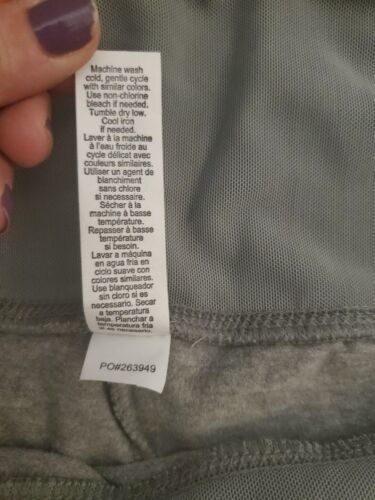 Machine wash
cold, gentle cycle
with similar colors.
Use non-chlorine
bleach if needed.
Tumble dry low.
Cool iron
if needed.
Laver à la machine
à l'eau froide au
cycle délicat avec
couleurs similaires.
Utiliser un agent de
blanchiment
sans chlore
si necessaire.
Sécher à la
machine à basse
température
Repasser à basse
température
si besoin.
Lavar a máquina
en agua fría en
ciclo suave con
colores similares.
Use blanqueador
sin cloro si es
necesario. Secar
a temperatura
baja. Planchar a
temperatura fria
si es necesario.
PO#263949